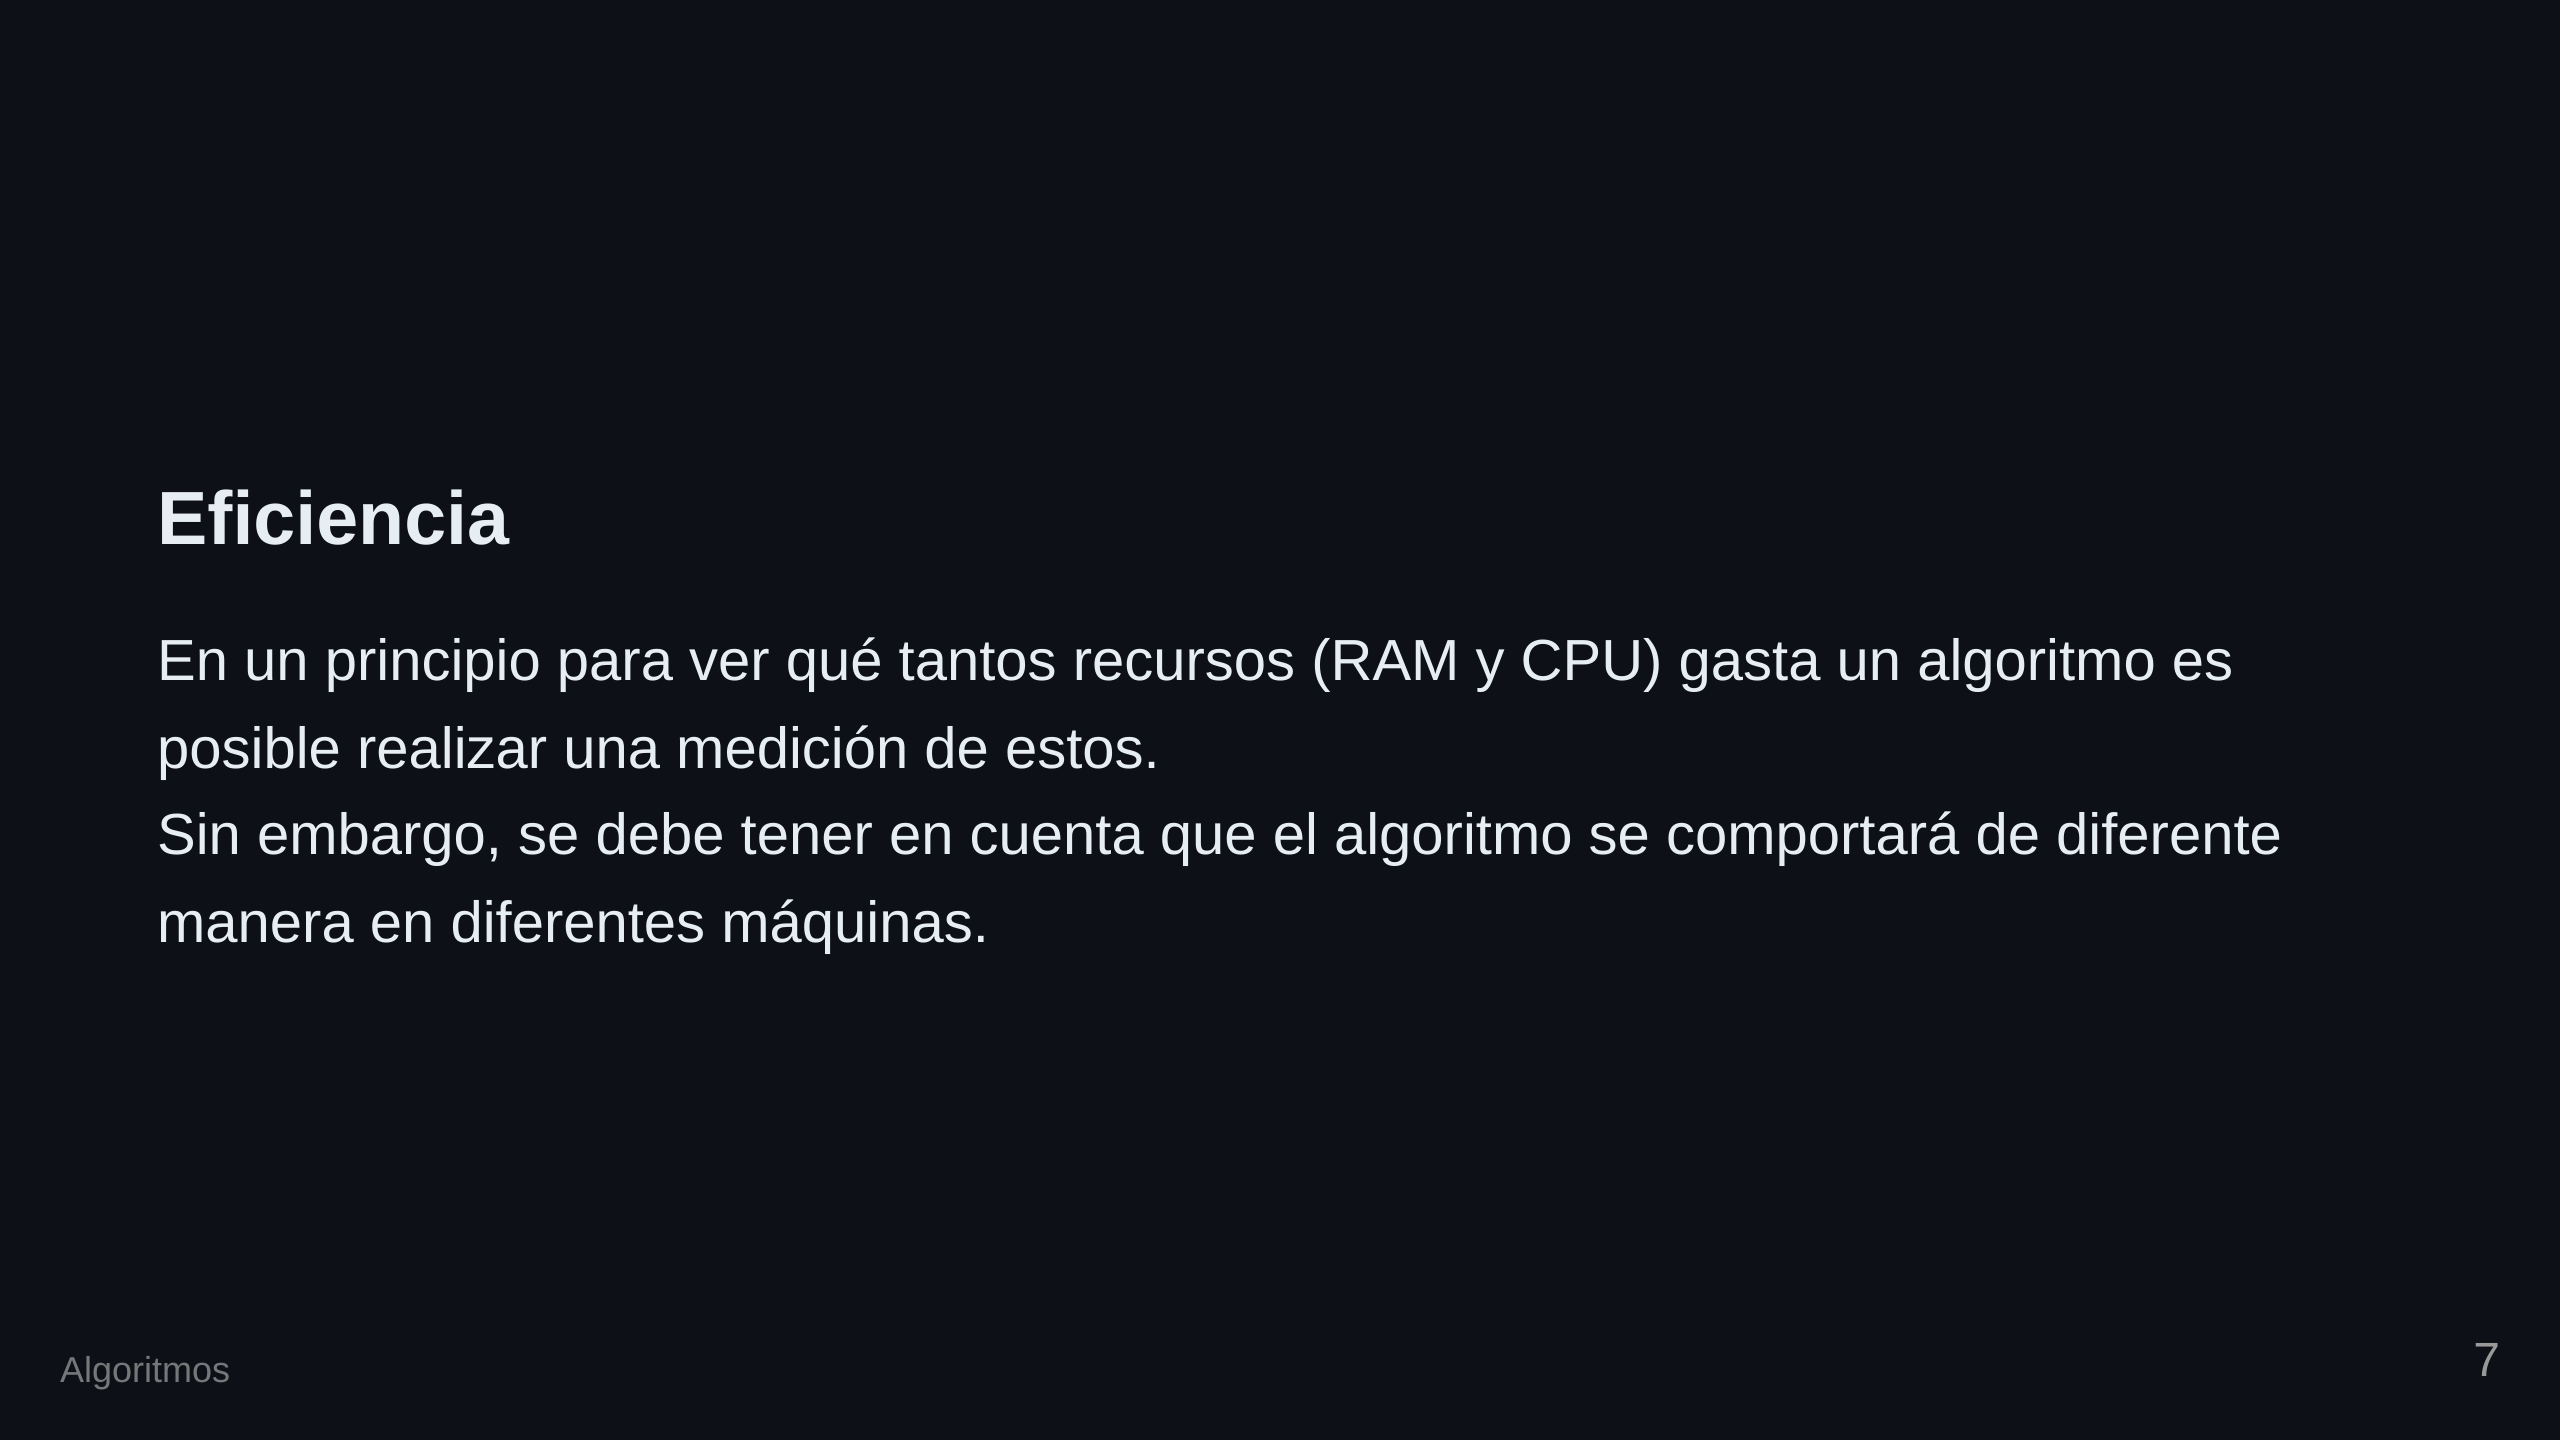 Eficiencia
En un principio para ver qué tantos recursos (RAM y CPU) gasta un algoritmo es
posible realizar una medición de estos.
Sin embargo, se debe tener en cuenta que el algoritmo se comportará de diferente
manera en diferentes máquinas.
Algoritmos
7